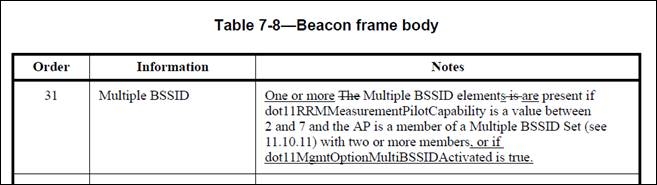 Table 7-8—Beacon frame body
Order Information Notes
31 Multiple BSSID One or more The Multiple BSSID elements is are present if
dot11RRMMeasurementPilotCapability is a value between
2 and 7 and the AP is a member of a Multiple BSSID Set (see
11.10.11) with two or more members, or if
dot11MgmtOptionMultiBSSIDActivated is true.